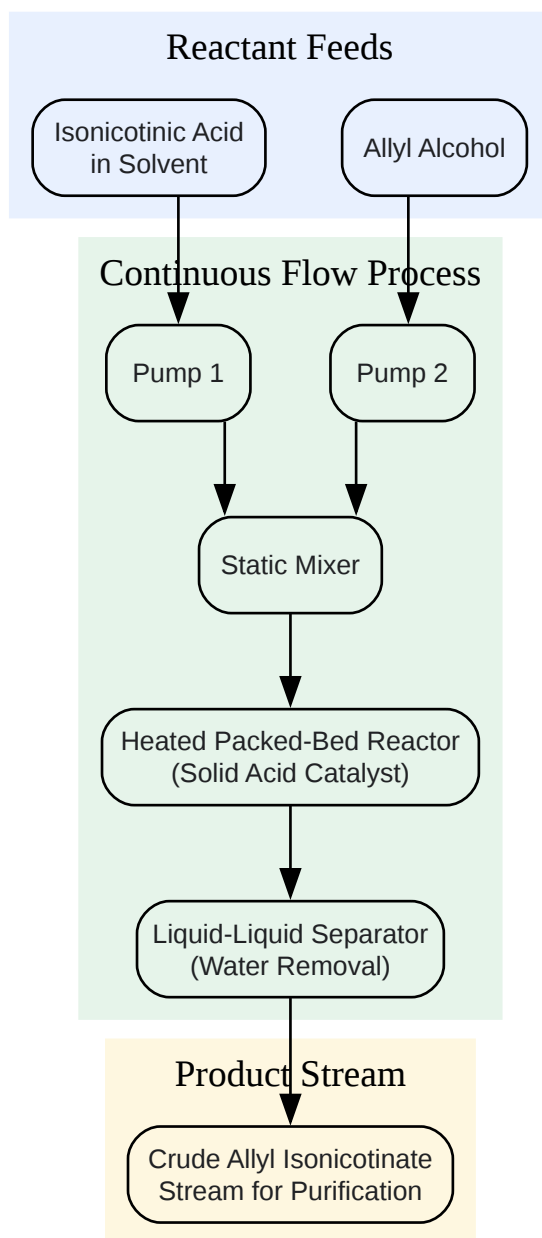 Reactant Feeds
Isonicotinic Acid
in Solvent
Allyl Alcohol
Continuous Flow Process
Pump 1
Pump 2
Static Mixer
Heated Packed-Bed Reactor
(Solid Acid Catalyst)
Liquid-Liquid Separator
(Water Removal)
Product Stream
Crude Allyl Isonicotinate
Stream for Purification